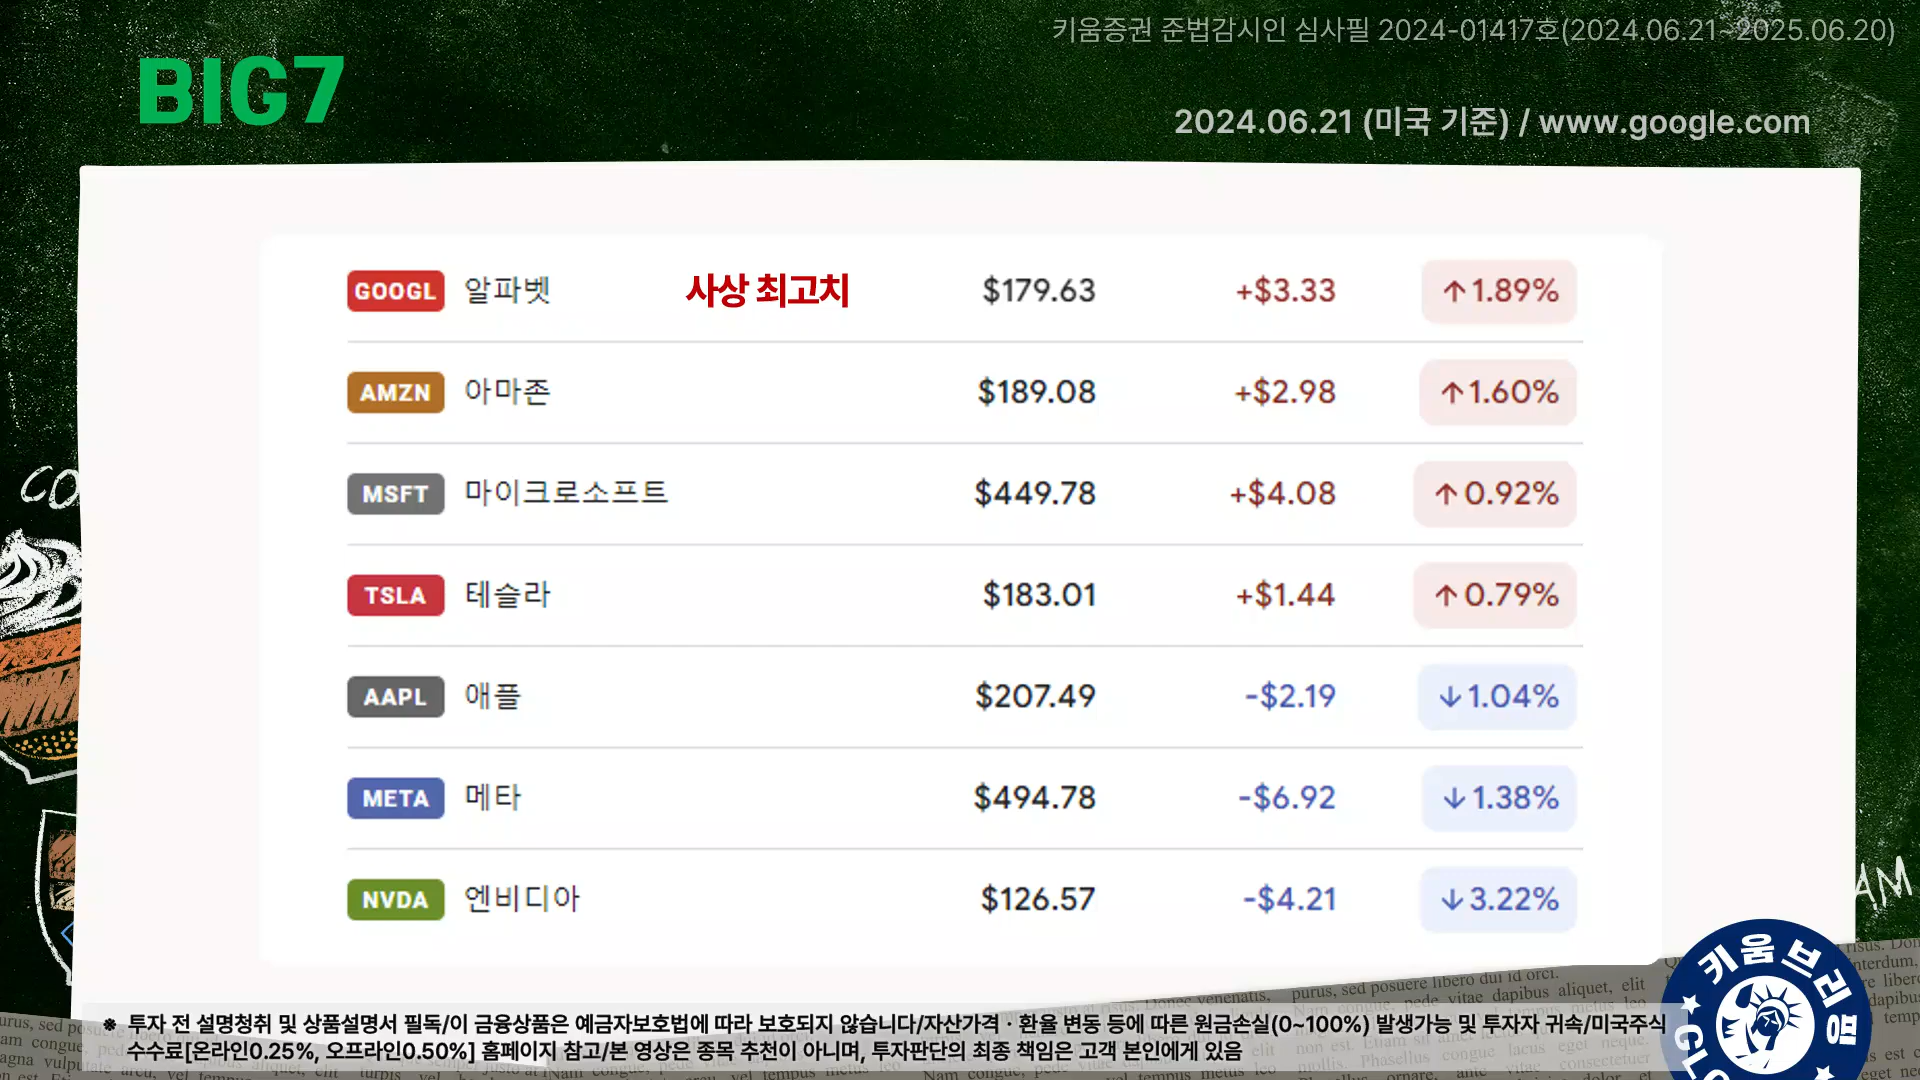 키움증권 준법감시인 심사필 2024-01417호(2024.06.21~2025.06.20)
BIG7
2024.06.21 (미국 기준) / www.google.com
GOOGL 알파벳 사상 최고치 $179.63 +$3.33 ↑1.89%
AMZN 아마존 $189.08 +$2.98 ↑1.60%
MSFT 마이크로소프트 $449.78 +$4.08 ↑0.92%
TSLA 테슬라 $183.01 +$1.44 ↑0.79%
AAPL 애플 $207.49 -$2.19 ↓1.04%
META 메타 $494.78 -$6.92 ↓1.38%
NVDA 엔비디아 $126.57 -$4.21 ↓3.22%
키움 브리핑
※ 투자 전 설명청취 및 상품설명서 필독/이 금융상품은 예금자보호법에 따라 보호되지 않습니다/자산가격 · 환율 변동 등에 따른 원금손실(0~100%) 발생가능 및 투자자 귀속/미국주식
수수료[온라인0.25%, 오프라인0.50%] 홈페이지 참고/본 영상은 종목 추천이 아니며, 투자판단의 최종 책임은 고객 본인에게 있음